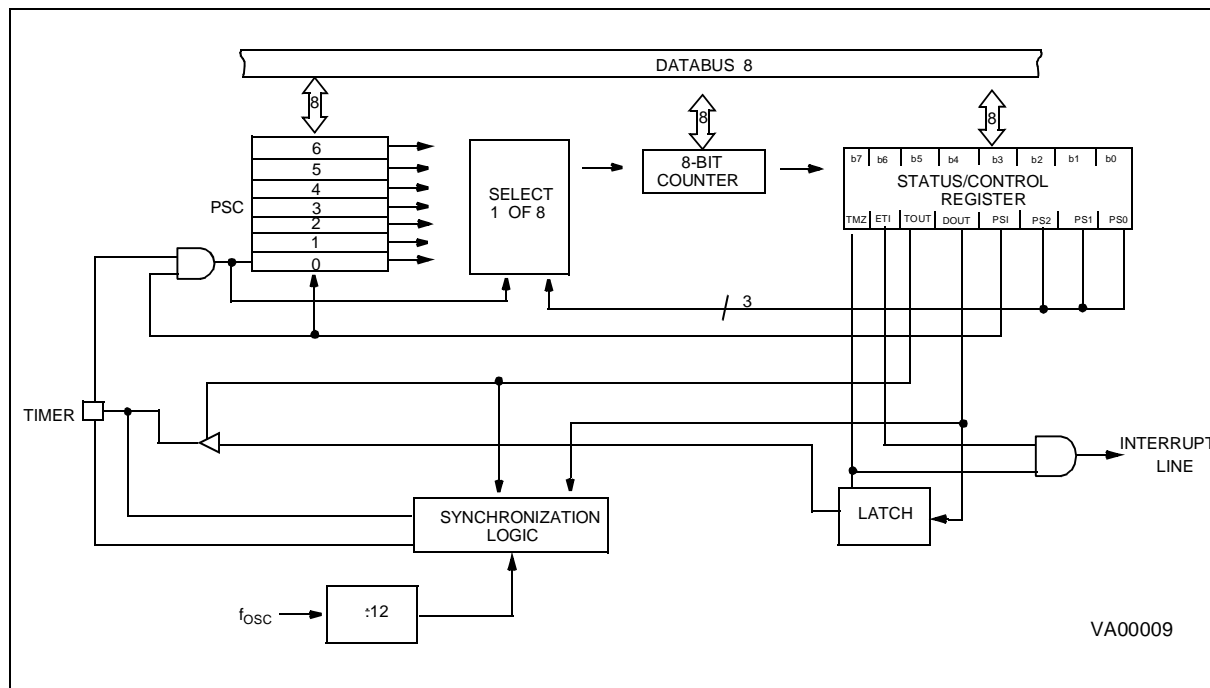 DATABUS 8
8
8
8
6
5
4
3
2
1
0
PSC
SELECT
1 OF 8
8-BIT
COUNTER
b7 b6 b5 b4 b3 b2 b1 b0
STATUS/CONTROL
REGISTER
TMZ ETI TOUT DOUT PSI PS2 PS1 PS0
3
TIMER
INTERRUPT
LINE
LATCH
SYNCHRONIZATION
LOGIC
fOSC
:12
VA00009